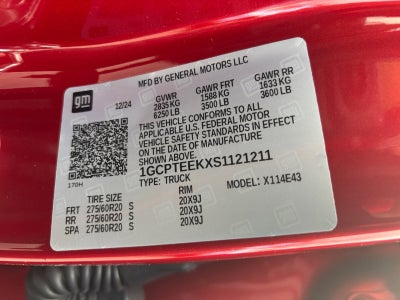 MFD BY GENERAL MOTORS LLC
gm
12/24
GVWR
2835 KG
6250 LB
GAWR FRT
1588 KG
3500 LB
GAWR RR
1633 KG
3600 LB
THIS VEHICLE CONFORMS TO ALL
APPLICABLE U.S. FEDERAL MOTOR
VEHICLE SAFETY STANDARDS IN EFFECT
ON THE DATE OF MANUFACTURE
SHOWN ABOVE.
1GCPTEEKXS1121211
TYPE: TRUCK
MODEL: X114E43
170H
TIRE SIZE
RIM
FRT 275/60R20 S 20X9J
RR 275/60R20 S 20X9J
SPA 275/60R20 S 20X9J